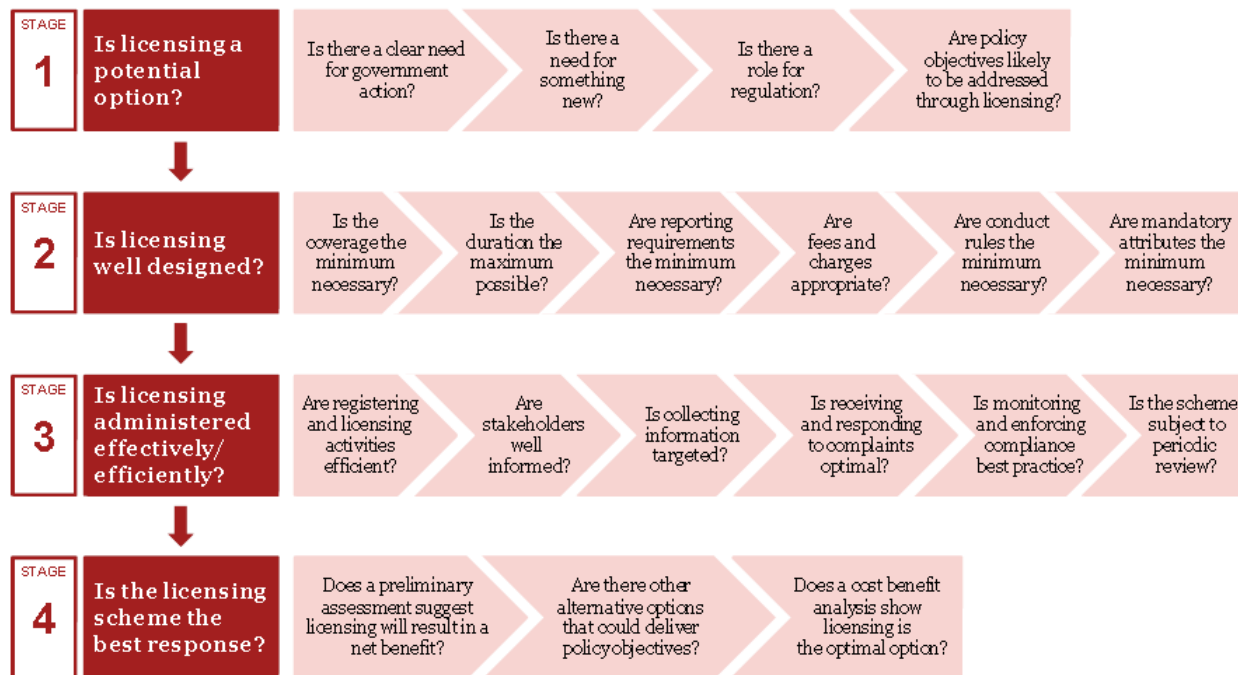 STAGE
1
Is licensing a
potential
option?
Is there a clear need
for government
action?
Is there a
need for
something
new?
Is there a
role for
regulation?
Are policy
objectives likely
to be addressed
through licensing?
STAGE
2
Is licensing
well designed?
Is the
coverage the
minimum
necessary?
Is the
duration the
maximum
possible?
Are reporting
requirements
the minimum
necessary?
Are
fees and
charges
appropriate?
Are conduct
rules the
minimum
necessary?
Are mandatory
attributes the
minimum
necessary?
STAGE
3
Is licensing
administered
effectively/
efficiently?
Are registering
and licensing
activities
efficient?
Are
stakeholders
well
informed?
Is collecting
information
targeted?
Is receiving
and responding
to complaints
optimal?
Is monitoring
and enforcing
compliance
best practice?
Is the scheme
subject to
periodic
review?
STAGE
4
Is the licensing
scheme the
best response?
Does a preliminary
assessment suggest
licensing will result in a
net benefit?
Are there other
alternative options
that could deliver
policy objectives?
Does a cost benefit
analysis show
licensing is
the optimal option?